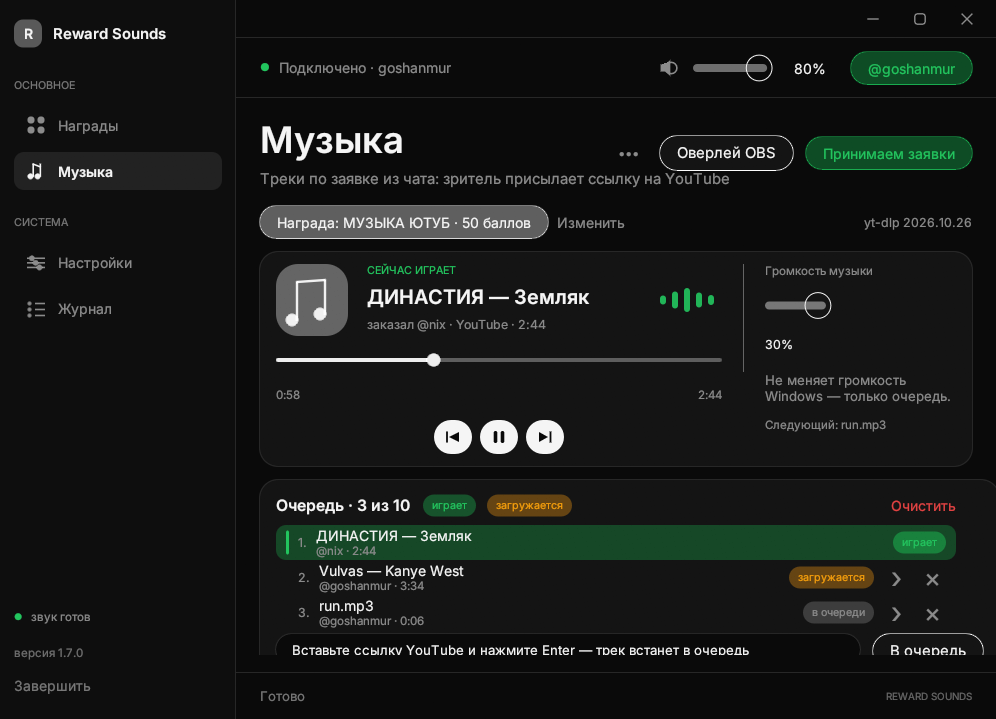 R Reward Sounds
ОСНОВНОЕ
Награды
Музыка
СИСТЕМА
Настройки
Журнал
звук готов
версия 1.7.0
Завершить
Подключено · goshanmur
80%
@goshanmur
Музыка
Треки по заявке из чата: зритель присылает ссылку на YouTube
Оверлей OBS
Принимаем заявки
Награда: МУЗЫКА ЮТУБ · 50 баллов
Изменить
yt-dlp 2026.10.26
СЕЙЧАС ИГРАЕТ
ДИНАСТИЯ — Земляк
заказал @nix · YouTube · 2:44
0:58
2:44
Громкость музыки
30%
Не меняет громкость
Windows — только очередь.
Следующий: run.mp3
Очередь · 3 из 10
играет
загружается
Очистить
1. ДИНАСТИЯ — Земляк
@nix · 2:44
играет
2. Vulvas — Kanye West
@goshanmur · 3:34
загружается
3. run.mp3
@goshanmur · 0:06
в очереди
Вставьте ссылку YouTube и нажмите Enter — трек встанет в очередь
В очередь
Готово
REWARD SOUNDS